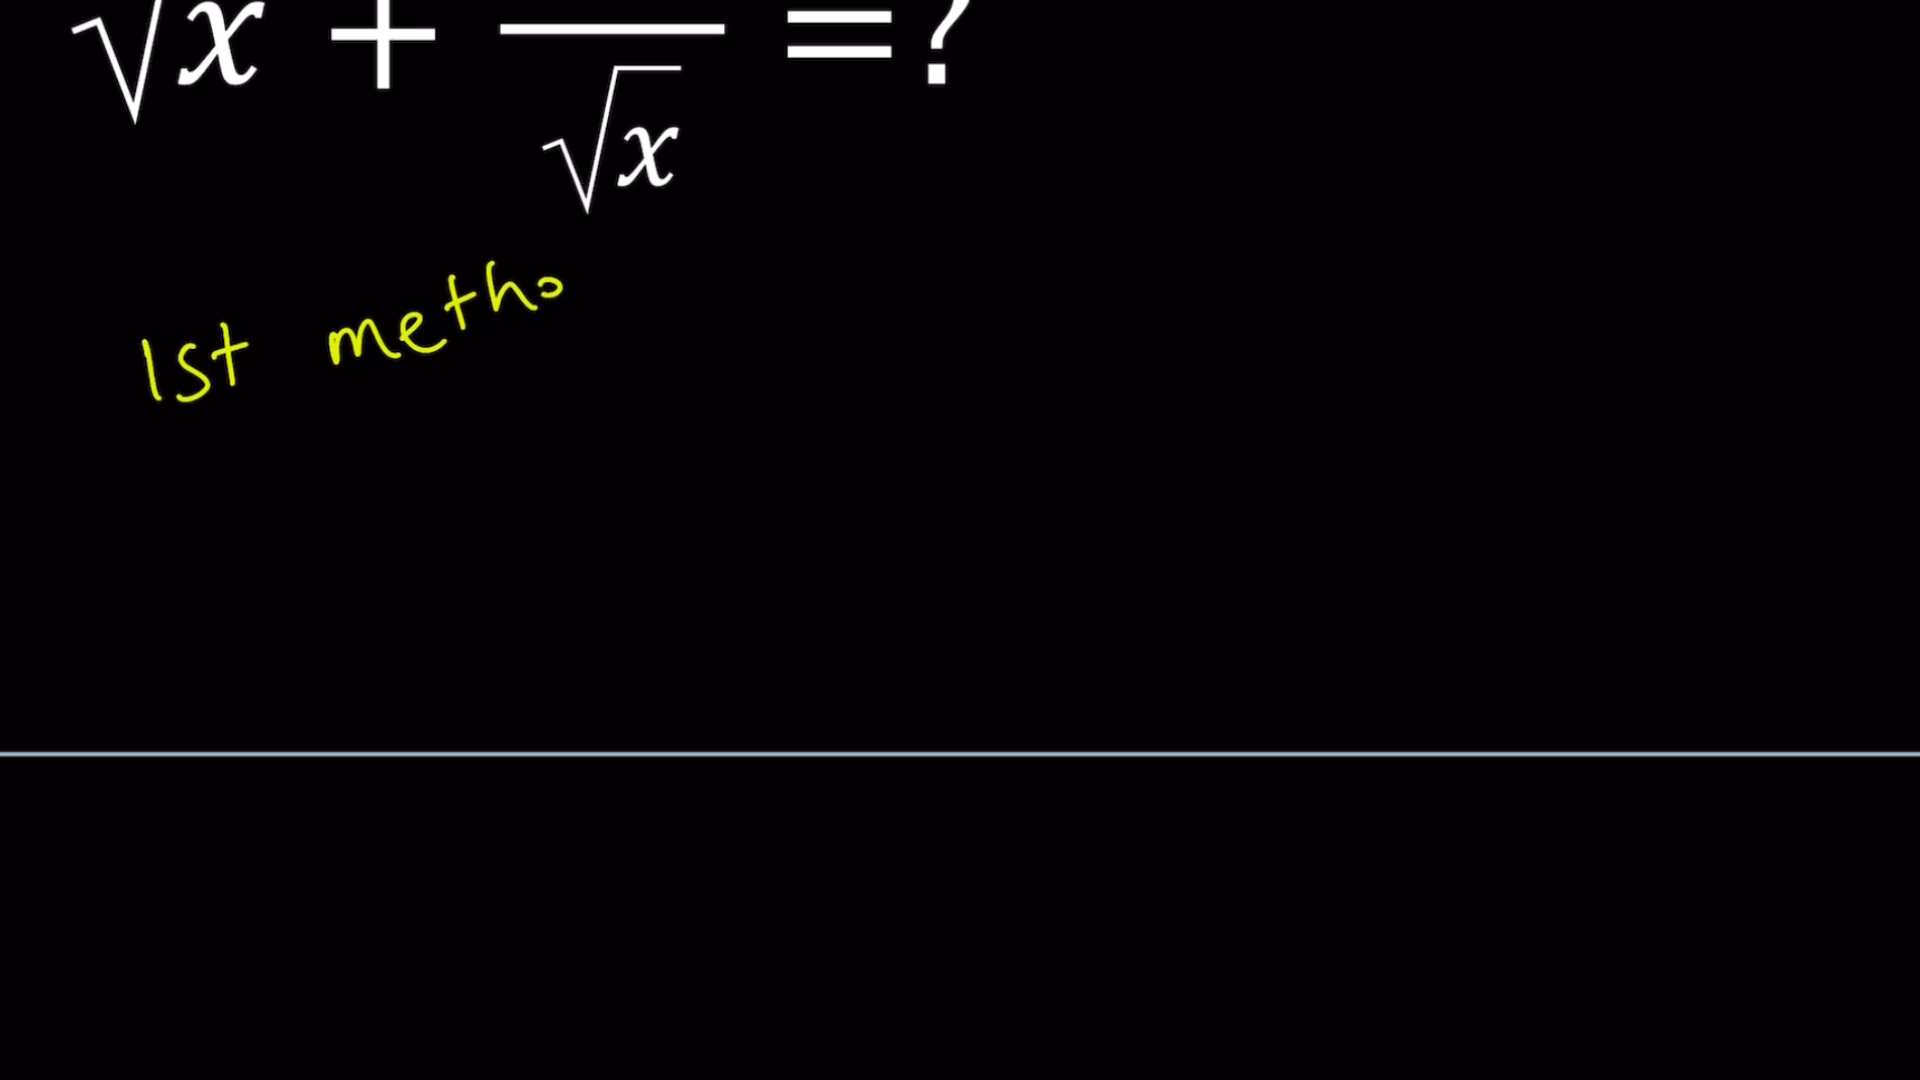 √x + /√x =?
1st metho